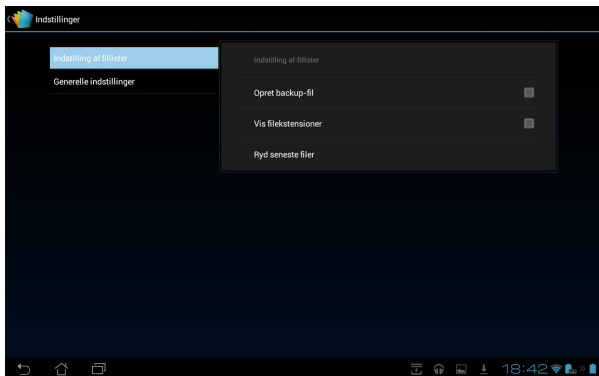 Indstillinger
Indstilling af fillister
Generelle indstillinger
Indstilling af fillister
Opret backup-fil
Vis filekstensioner
Ryd seneste filer
18:42